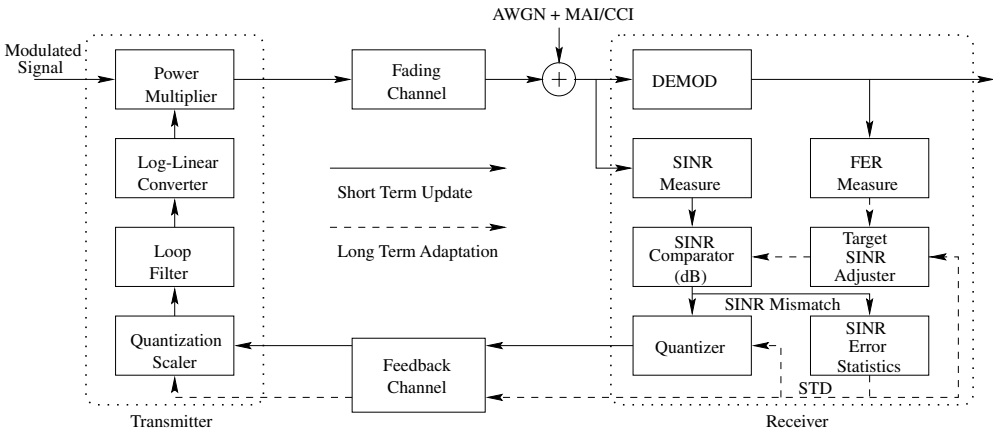 AWGN + MAI/CCI
Modulated
Signal
Power
Multiplier
Fading
Channel
+
DEMOD
Log-Linear
Converter
Short Term Update
SINR
Measure
FER
Measure
Loop
Filter
Long Term Adaptation
SINR
Comparator
(dB)
Target
SINR
Adjuster
SINR Mismatch
Quantization
Scaler
Feedback
Channel
Quantizer
SINR
Error
Statistics
STD
Transmitter
Receiver